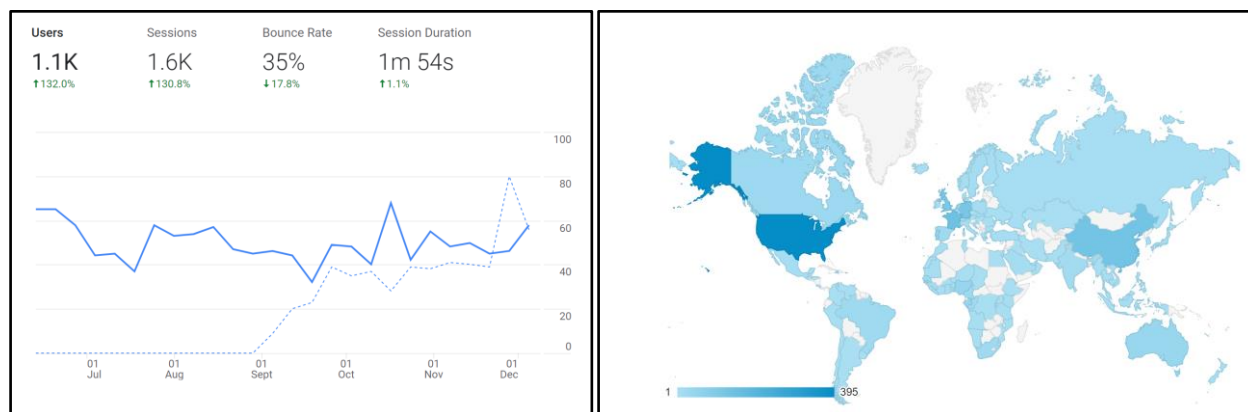 Users Sessions Bounce Rate Session Duration
1.1K 1.6K 35% 1m 54s
↑132.0% ↑130.8% ↓17.8% ↑1.1%
100
80
60
40
20
0
01 01 01 01 01 01
Jul Aug Sept Oct Nov Dec
1 395